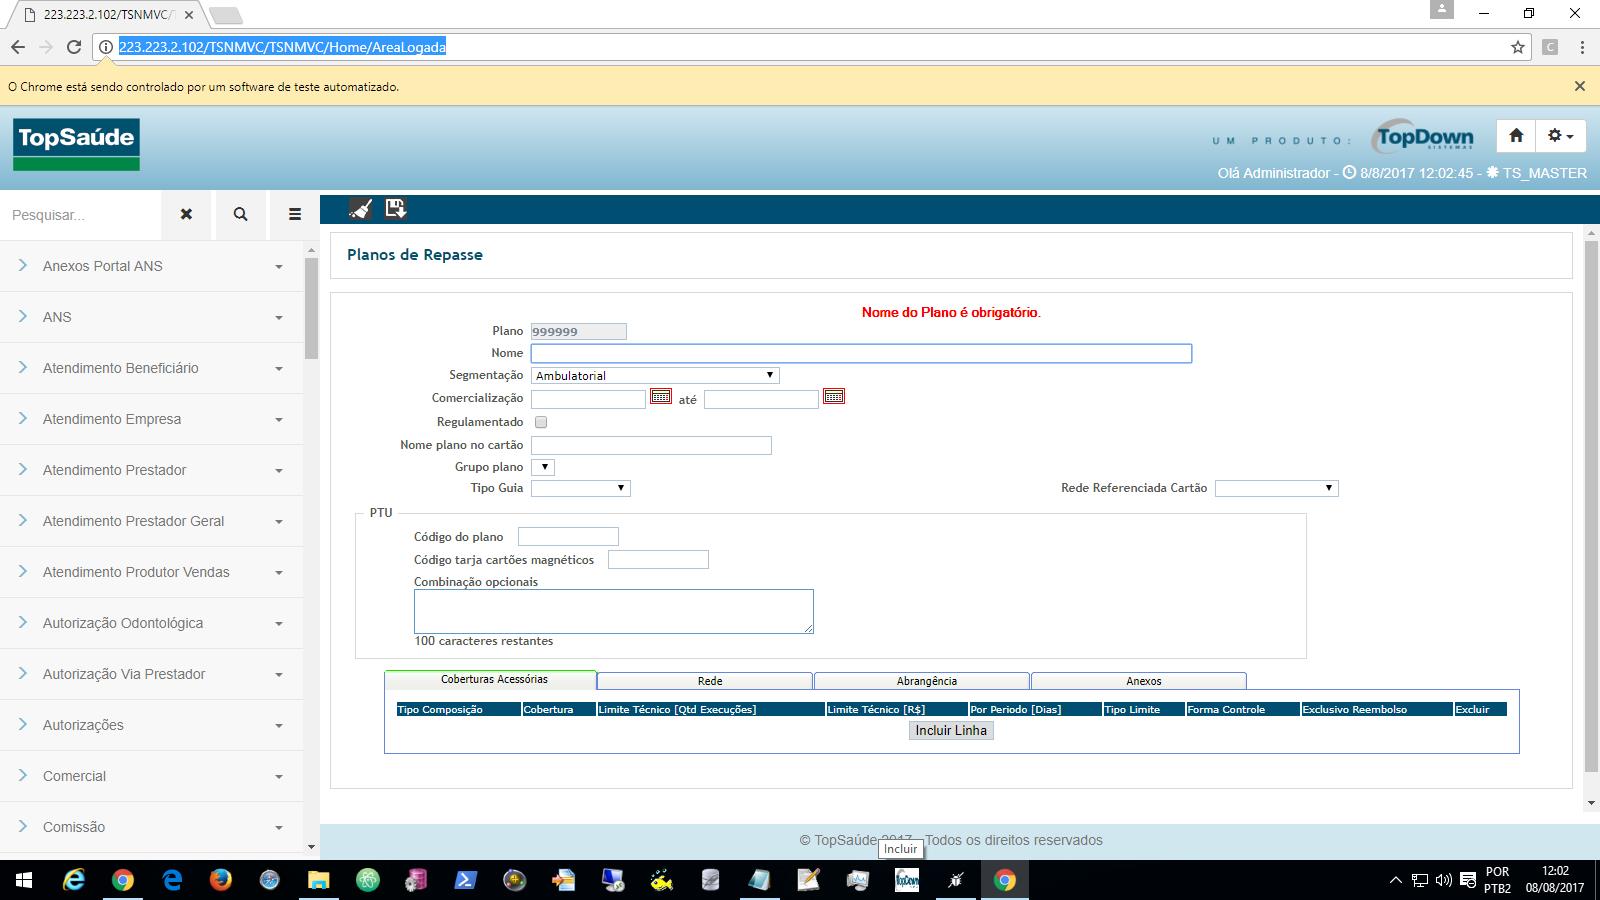 223.223.2.102/TSNMVC/T
223.223.2.102/TSNMVC/TSNMVC/Home/AreaLogada
C
O Chrome está sendo controlado por um software de teste automatizado.
TopSaúde
UM PRODUTO:
TopDown
SISTEMAS
Olá Administrador - 8/8/2017 12:02:45 - TS_MASTER
Pesquisar...
Anexos Portal ANS
ANS
Atendimento Beneficiário
Atendimento Empresa
Atendimento Prestador
Atendimento Prestador Geral
Atendimento Produtor Vendas
Autorização Odontológica
Autorização Via Prestador
Autorizações
Comercial
Comissão
Planos de Repasse
Nome do Plano é obrigatório.
Plano 999999
Nome
Segmentação Ambulatorial
Comercialização até
Regulamentado
Nome plano no cartão
Grupo plano
Tipo Guia Rede Referenciada Cartão
PTU
Código do plano
Código tarja cartões magnéticos
Combinação opcionais
100 caracteres restantes
Coberturas Acessórias Rede Abrangência Anexos
Tipo Composição Cobertura Limite Técnico [Qtd Execuções] Limite Técnico [R$] Por Periodo [Dias] Tipo Limite Forma Controle Exclusivo Reembolso Excluir
Incluir Linha
© TopSaúde 2017 - Todos os direitos reservados
Incluir
TopDown
POR
PTB2
12:02
08/08/2017